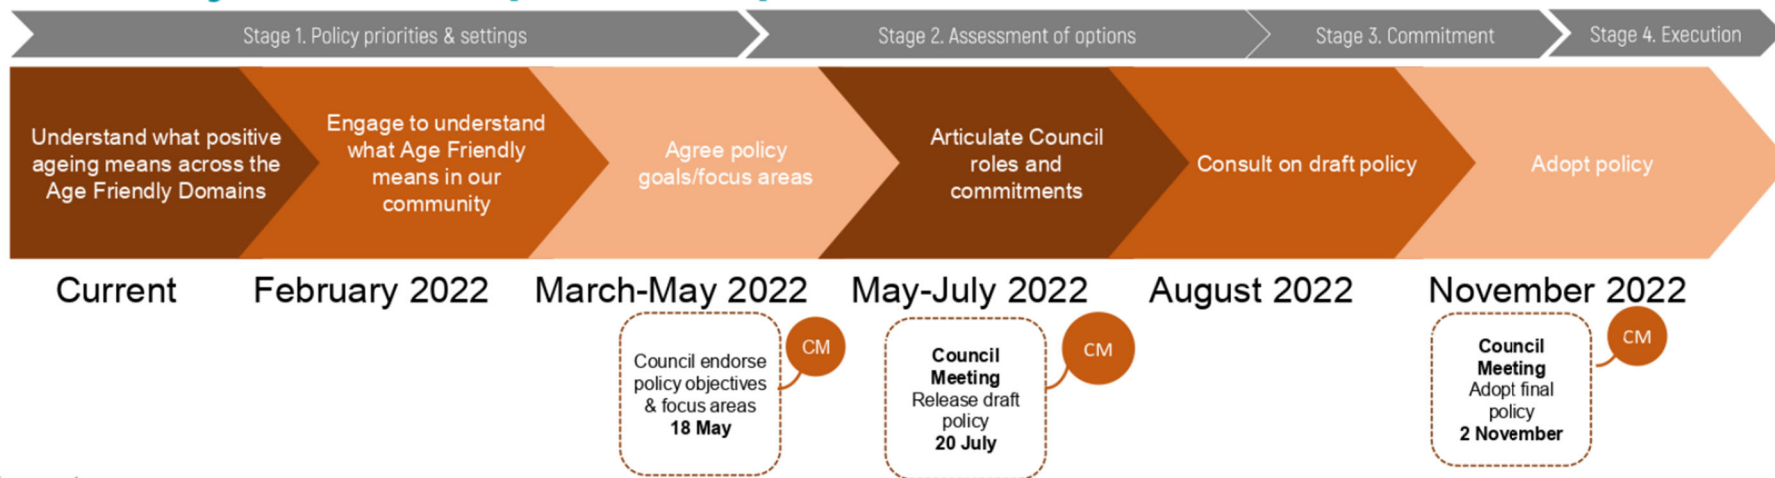 Stage 1. Policy priorities & settings
Stage 2. Assessment of options
Stage 3. Commitment
Stage 4. Execution
Understand what positive
ageing means across the
Age Friendly Domains
Engage to understand
what Age Friendly
means in our
community
Agree policy
goals/focus areas
Articulate Council
roles and
commitments
Consult on draft policy
Adopt policy
Current
February 2022
March-May 2022
May-July 2022
August 2022
November 2022
Council endorse
policy objectives
& focus areas
18 May
CM
Council
Meeting
Release draft
policy
20 July
CM
Council
Meeting
Adopt final
policy
2 November
CM